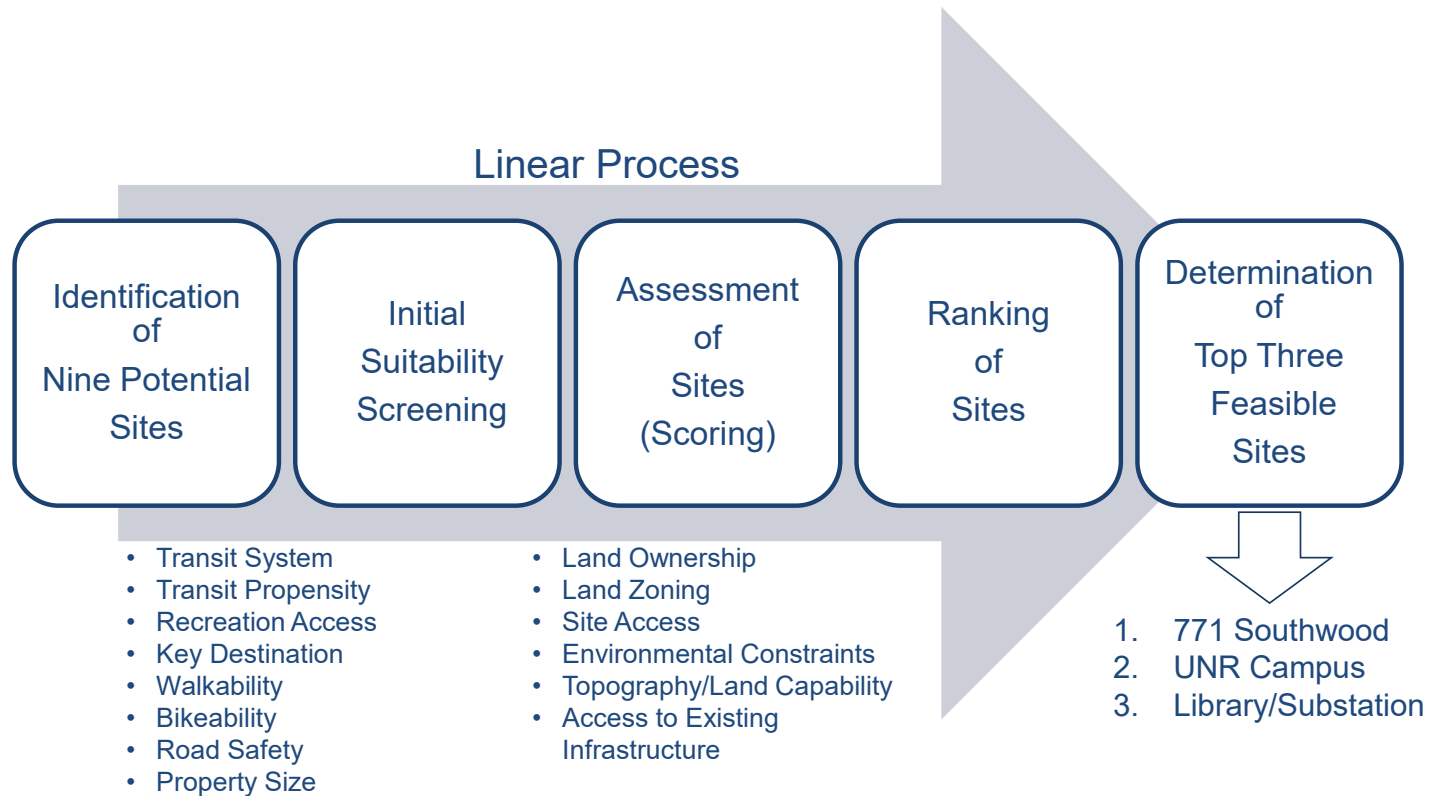 Linear Process
Identification
of
Nine Potential
Sites
Initial
Suitability
Screening
Assessment
of
Sites
(Scoring)
Ranking
of
Sites
Determination
of
Top Three
Feasible
Sites
• Transit System
• Transit Propensity
• Recreation Access
• Key Destination
• Walkability
• Bikeability
• Road Safety
• Property Size
• Land Ownership
• Land Zoning
• Site Access
• Environmental Constraints
• Topography/Land Capability
• Access to Existing
Infrastructure
1. 771 Southwood
2. UNR Campus
3. Library/Substation